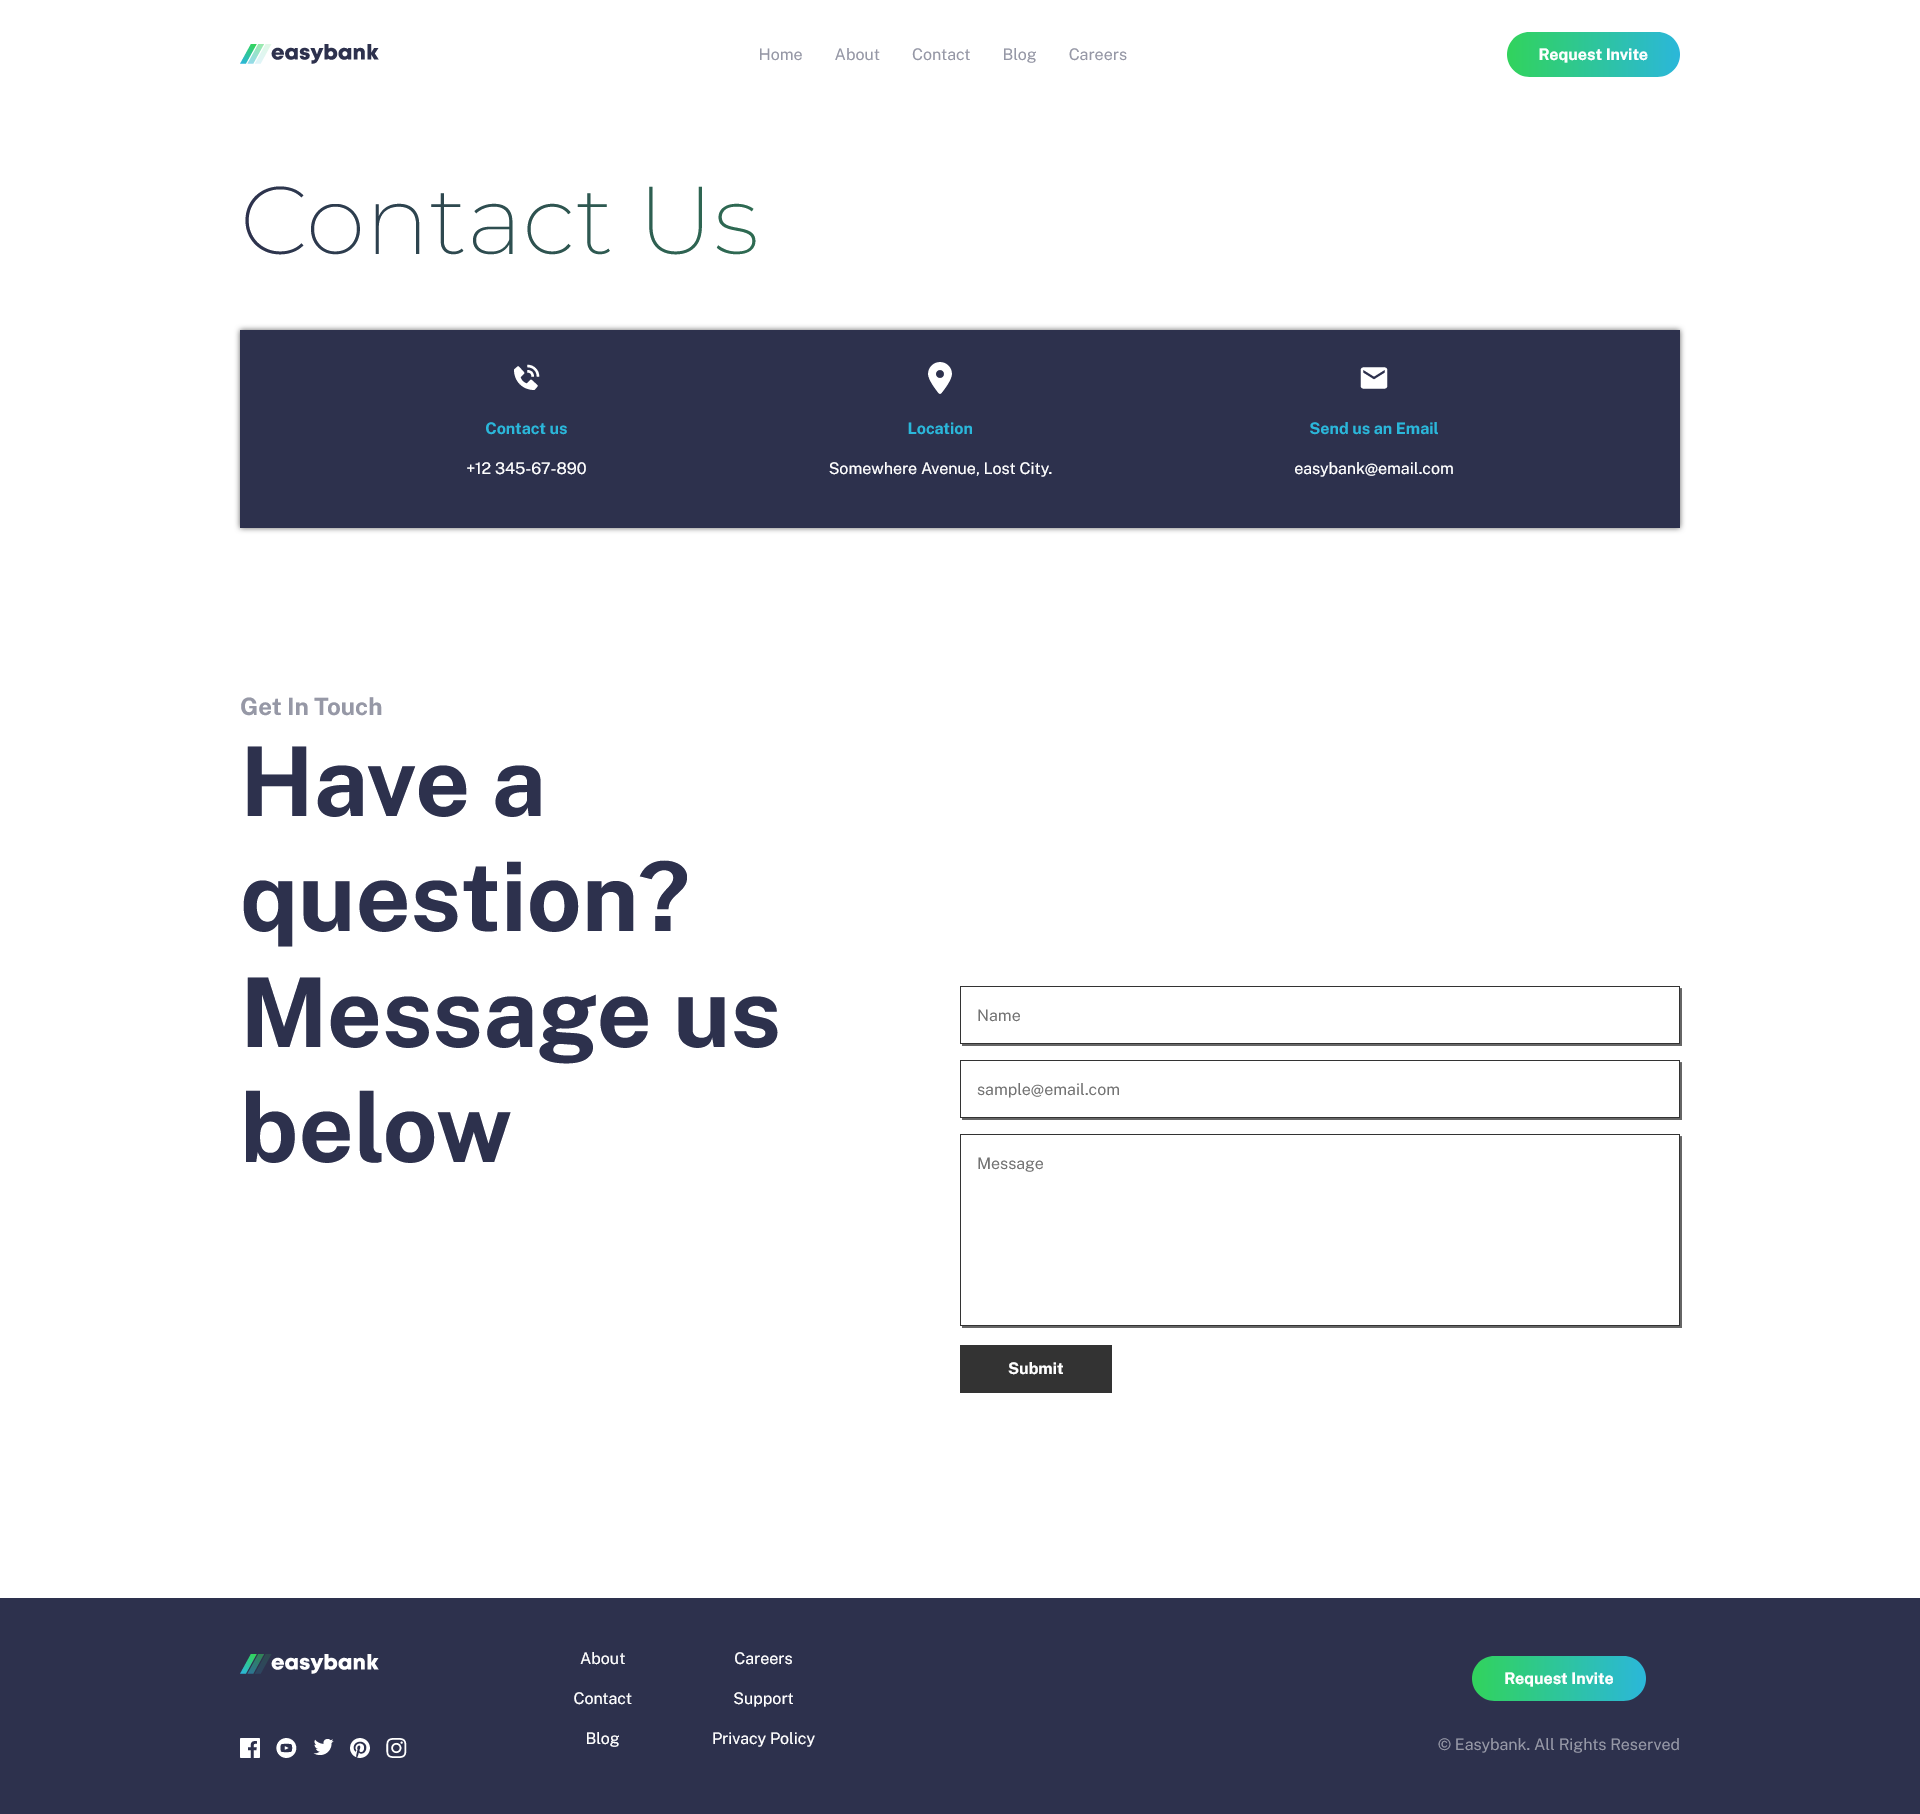 easybank
Home About Contact Blog Careers
Request Invite
Contact Us
Contact us
+12 345-67-890
Location
Somewhere Avenue, Lost City.
Send us an Email
easybank@email.com
Get In Touch
Have a
question?
Message us
below
Name
sample@email.com
Message
Submit
easybank
About
Contact
Blog
Careers
Support
Privacy Policy
Request Invite
© Easybank. All Rights Reserved